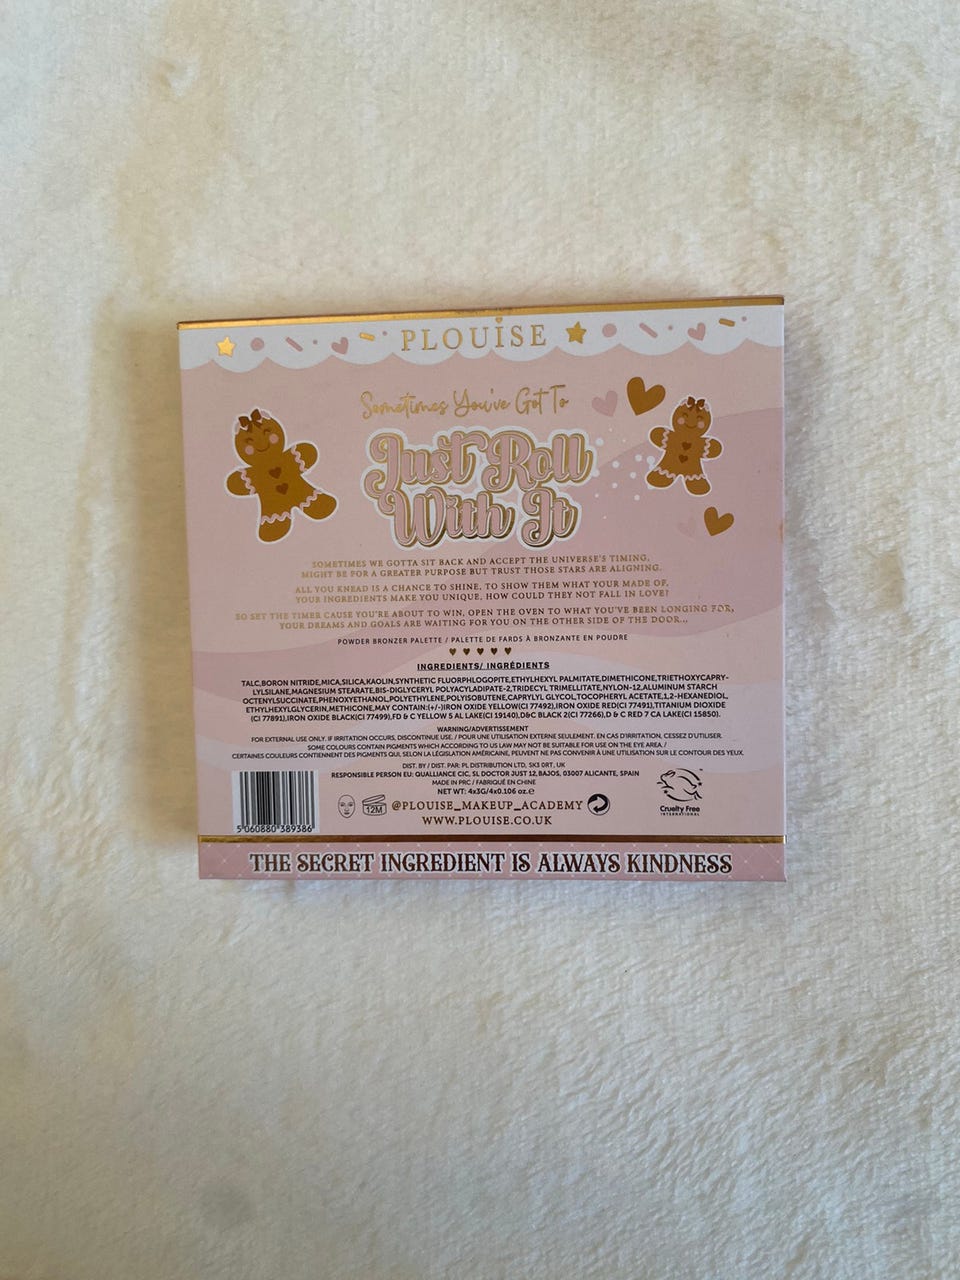 PLOUISE
Sometimes You've Got To
Just Roll
With It
SOMETIMES WE GOTTA SIT BACK AND ACCEPT THE UNIVERSE'S TIMING,
MIGHT BE FOR A GREATER PURPOSE BUT TRUST THOSE STARS ARE ALIGNING.
ALL YOU KNEAD IS A CHANCE TO SHINE, TO SHOW THEM WHAT YOUR MADE OF,
YOUR INGREDIENTS MAKE YOU UNIQUE, HOW COULD THEY NOT FALL IN LOVE?
SO SET THE TIMER CAUSE YOU'RE ABOUT TO WIN, OPEN THE OVEN TO WHAT YOU'VE BEEN LONGING FOR,
YOUR DREAMS AND GOALS ARE WAITING FOR YOU ON THE OTHER SIDE OF THE DOOR...
POWDER BRONZER PALETTE / PALETTE DE FARDS À BRONZANTE EN POUDRE
INGREDIENTS/ INGRÉDIENTS
TALC,BORON NITRIDE,MICA,SILICA,KAOLIN,SYNTHETIC FLUORPHLOGOPITE,ETHYLHEXYL PALMITATE,DIMETHICONE,TRIETHOXYCAPRY-
LYLSILANE,MAGNESIUM STEARATE,BIS-DIGLYCERYL POLYACYLADIPATE-2,TRIDECYL TRIMELLITATE,NYLON-12,ALUMINUM STARCH
OCTENYLSUCCINATE,PHENOXYETHANOL,POLYETHYLENE,POLYISOBUTENE,CAPRYLYL GLYCOL,TOCOPHERYL ACETATE,1,2-HEXANEDIOL,
ETHYLHEXYLGLYCERIN,METHICONE,MAY CONTAIN:(+/-)IRON OXIDE YELLOW(CI 77492),IRON OXIDE RED(CI 77491),TITANIUM DIOXIDE
(CI 77891),IRON OXIDE BLACK(CI 77499),FD & C YELLOW 5 AL LAKE(CI 19140),D&C BLACK 2(CI 77266),D & C RED 7 CA LAKE(CI 15850).
WARNING/ADVERTISSEMENT
FOR EXTERNAL USE ONLY. IF IRRITATION OCCURS, DISCONTINUE USE. / POUR UNE UTILISATION EXTERNE SEULEMENT. EN CAS D'IRRITATION, CESSEZ D'UTILISER.
SOME COLOURS CONTAIN PIGMENTS WHICH ACCORDING TO US LAW MAY NOT BE SUITABLE FOR USE ON THE EYE AREA. /
CERTAINES COULEURS CONTIENNENT DES PIGMENTS QUI, SELON LA LÉGISLATION AMÉRICAINE, PEUVENT NE PAS CONVENIR À UNE UTILISATION SUR LE CONTOUR DES YEUX.
DIST. BY / DIST. PAR: PL DISTRIBUTION LTD, SK3 0RT, UK
RESPONSIBLE PERSON EU: QUALLIANCE CIC, SL DOCTOR JUST 12,BAJOS, 03007 ALICANTE, SPAIN
MADE IN PRC / FABRIQUÉ EN CHINE
NET WT: 4x3G/4x0.106 oz.e
12M
@PLOUISE_MAKEUP_ACADEMY
WWW.PLOUISE.CO.UK
Cruelty Free
INTERNATIONAL
5 060880 389386
THE SECRET INGREDIENT IS ALWAYS KINDNESS